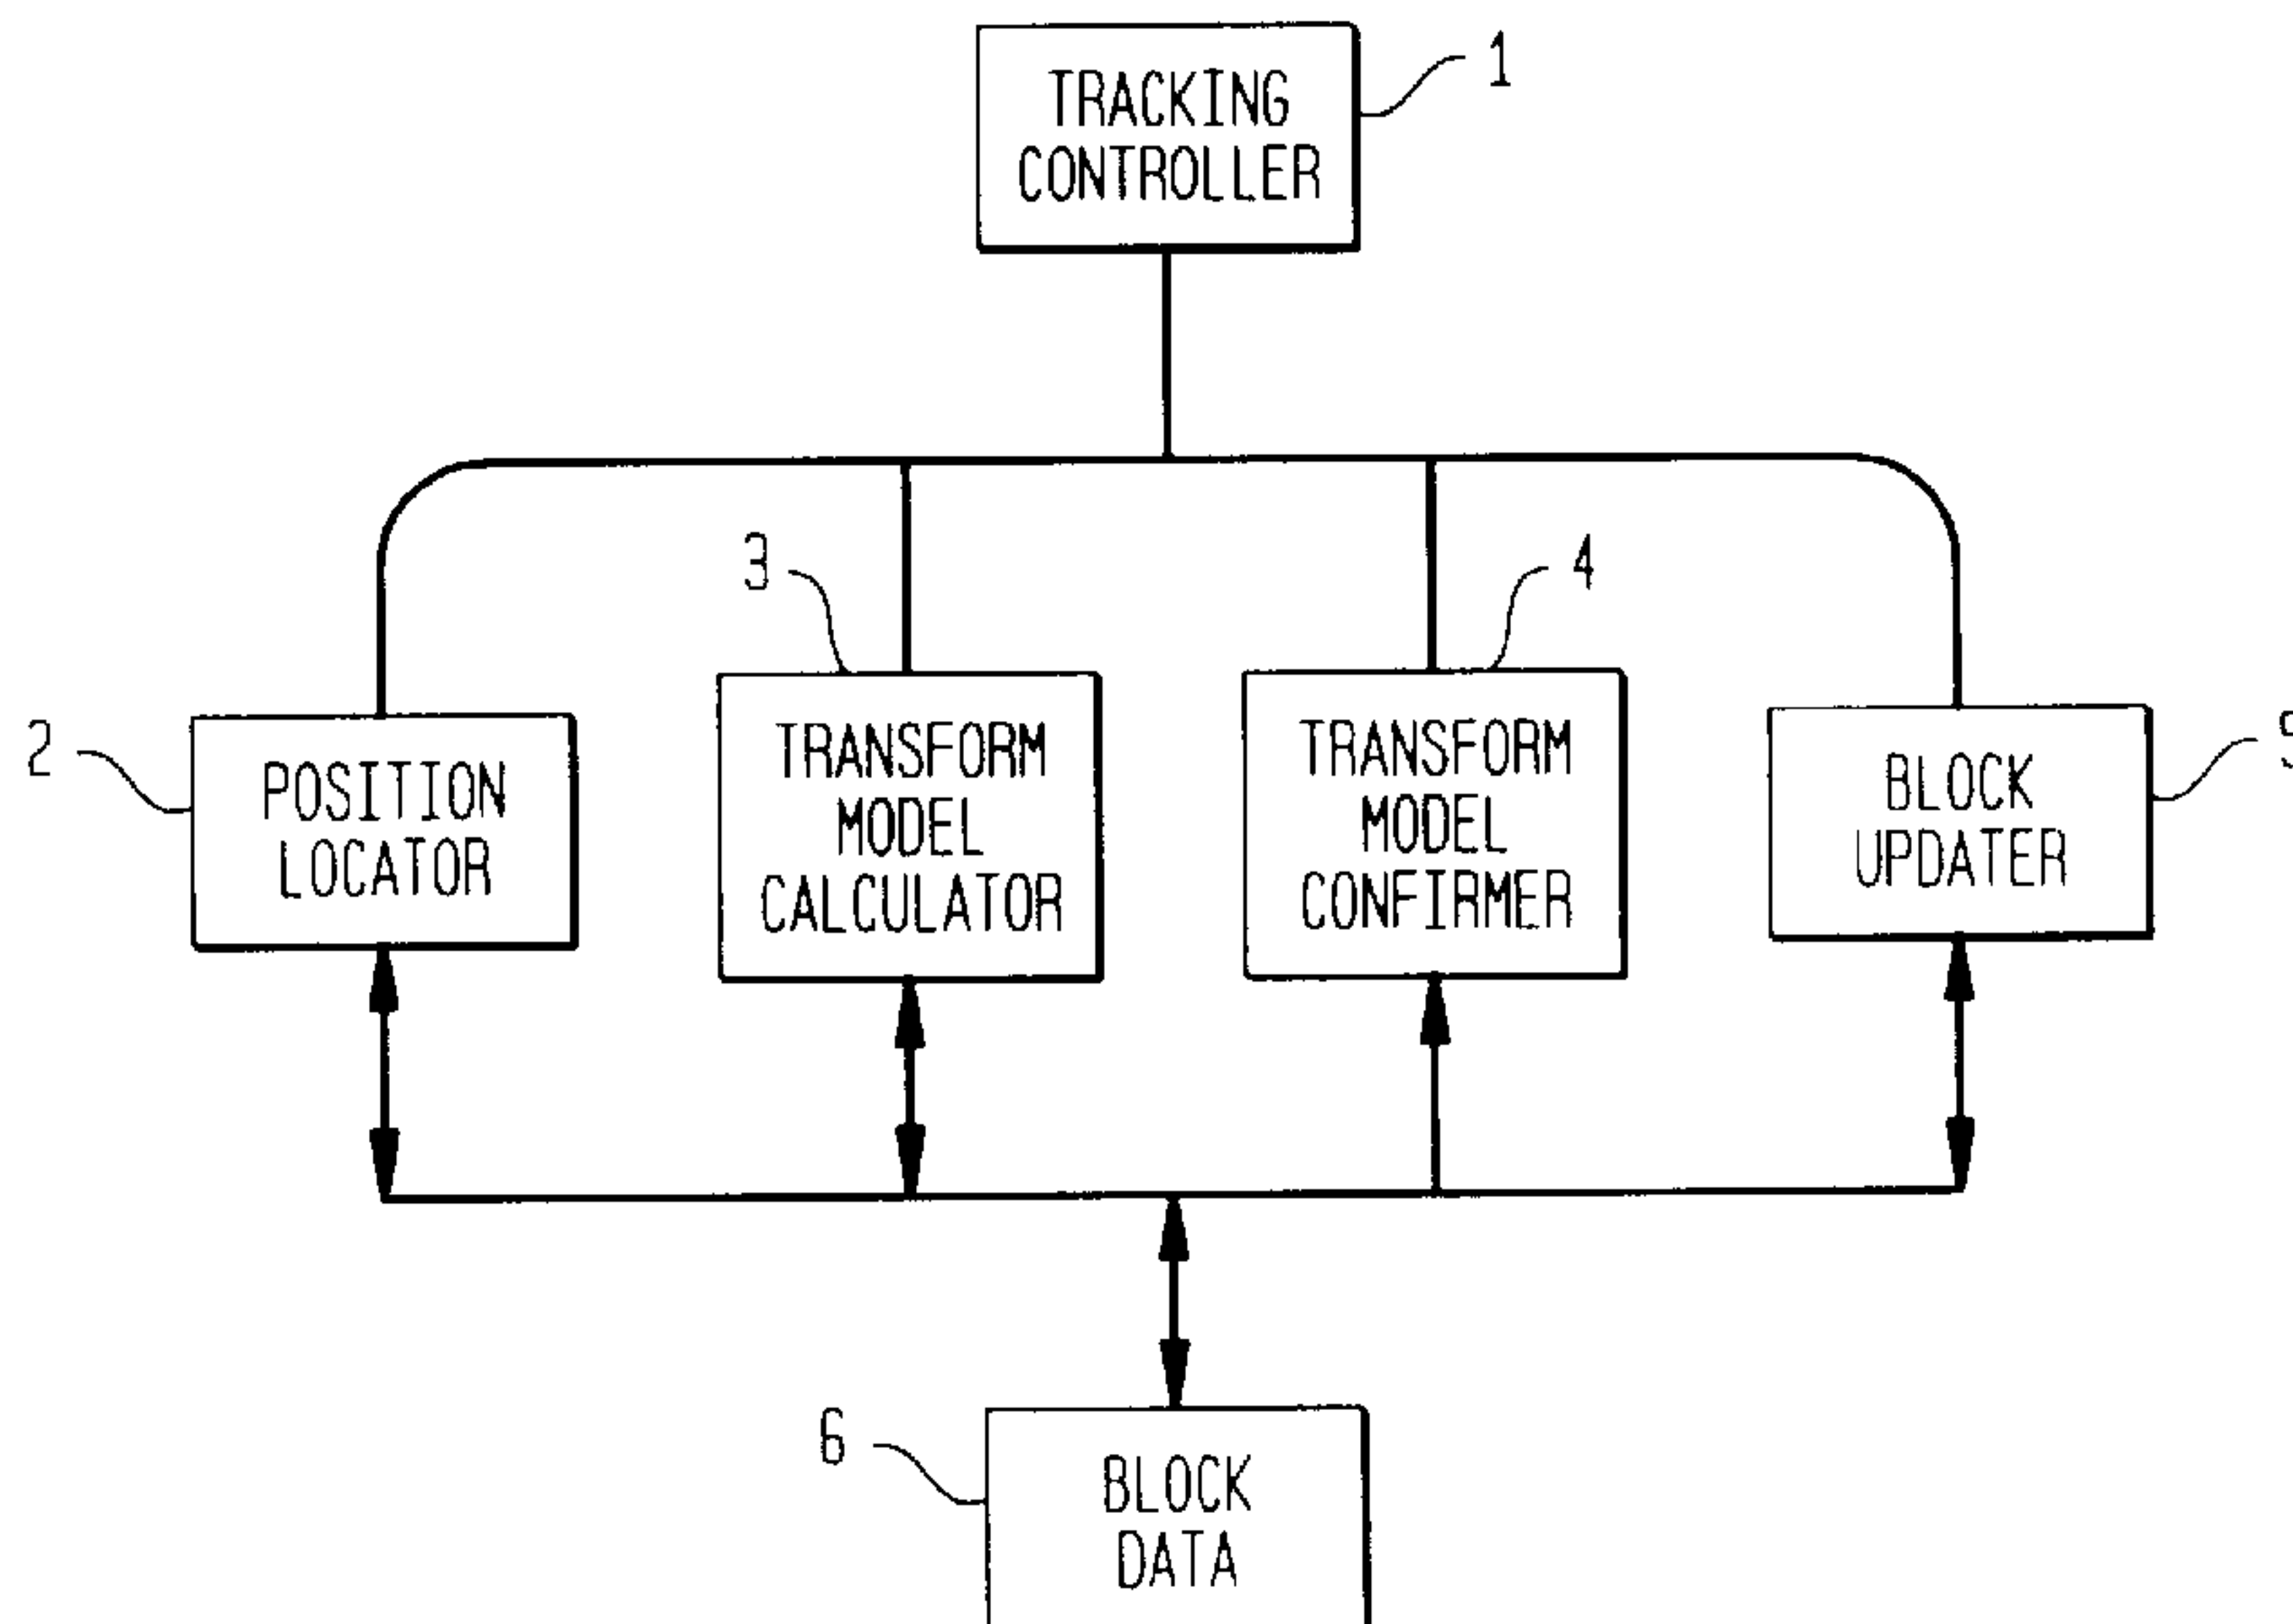 TRACKING
CONTROLLER
1
3
4
2
POSITION
LOCATOR
TRANSFORM
MODEL
CALCULATOR
TRANSFORM
MODEL
CONFIRMER
BLOCK
UPDATER
6
BLOCK
DATA